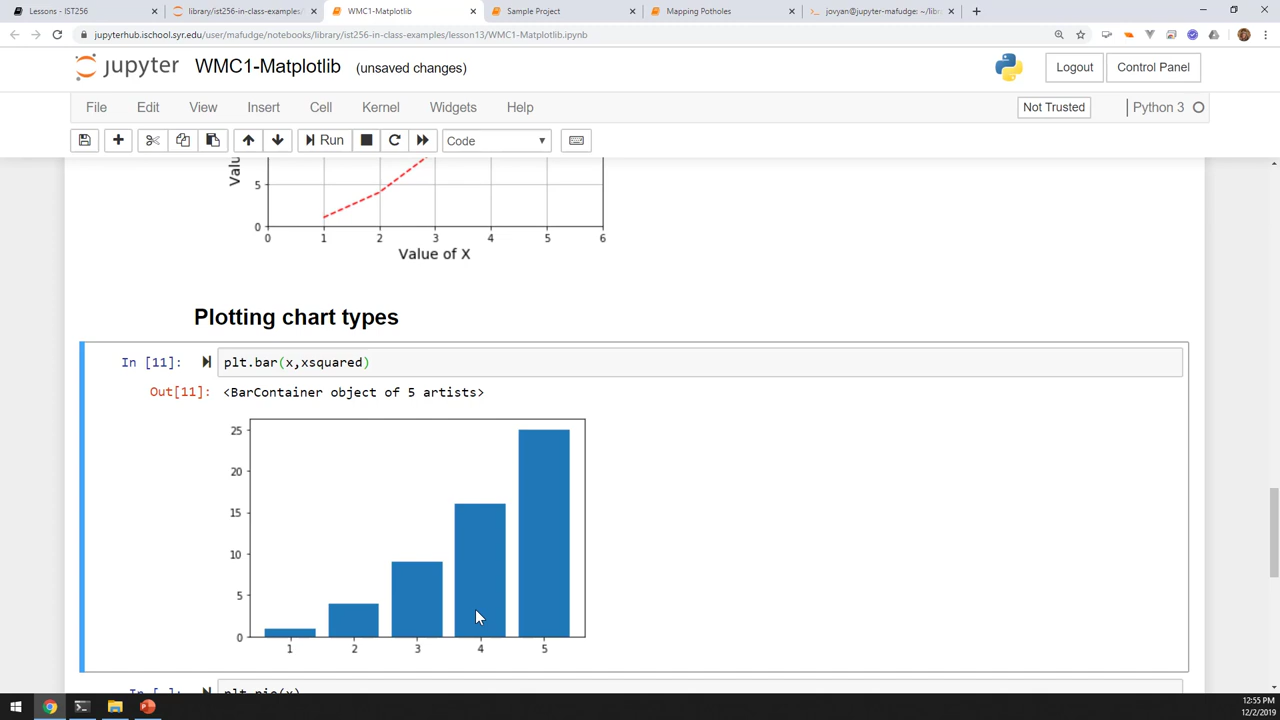 Lessons - IST256
library/ist256-in-class-examples/
WMC1-Matplotlib
Sample Project
Mapping Potholes
jovyan@jupyter-mafudge: ~/libr
jupyterhub.ischool.syr.edu/user/mafudge/notebooks/library/ist256-in-class-examples/lesson13/WMC1-Matplotlib.ipynb
jupyter WMC1-Matplotlib (unsaved changes)
Logout Control Panel
File Edit View Insert Cell Kernel Widgets Help
Not Trusted Python 3
Run Code
5
0
0 1 2 3 4 5 6
Value of X
Plotting chart types
In [11]: plt.bar(x,xsquared)
Out[11]: <BarContainer object of 5 artists>
25
20
15
10
5
0
1 2 3 4 5
In [ ]: plt.pie(x)
12:55 PM
12/2/2019